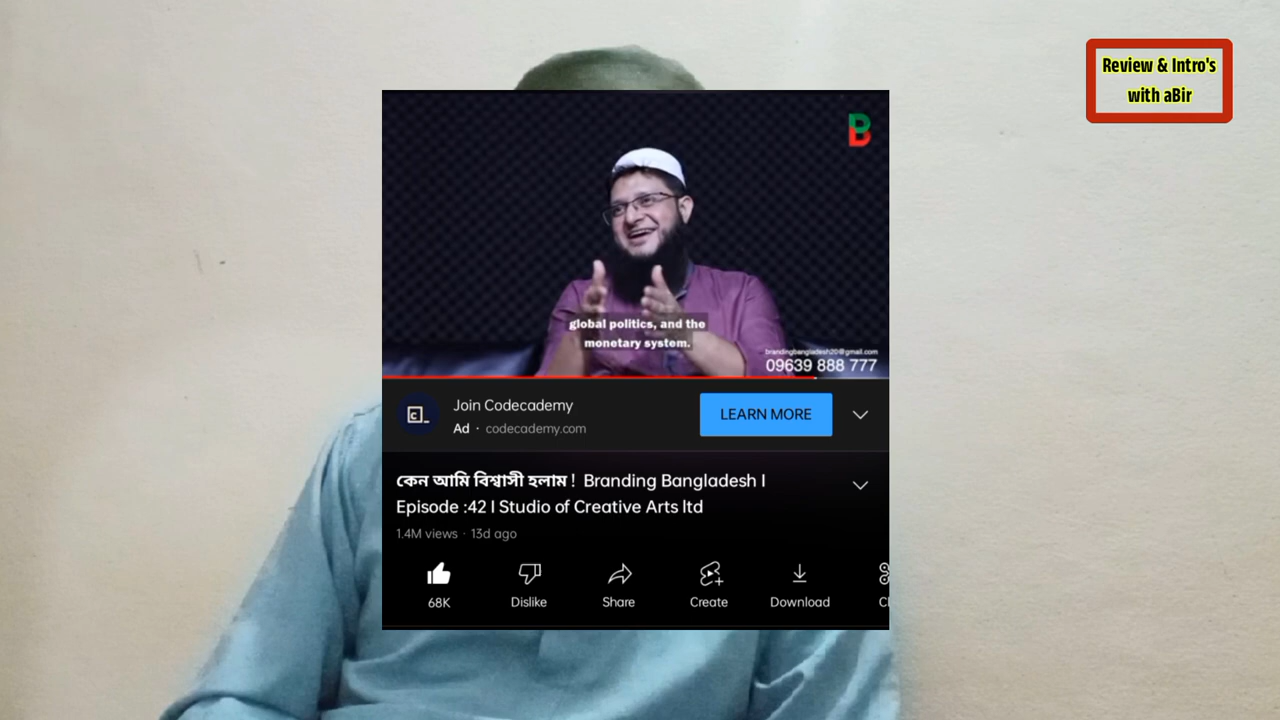 Review & Intro's
with aBir
B
global politics, and the
monetary system.
brandingbangladesh20@gmail.com
09639 888 777
Join Codecademy
Ad · codecademy.com
LEARN MORE
কেন আমি বিশ্বাসী হলাম ! Branding Bangladesh I
Episode :42 I Studio of Creative Arts ltd
1.4M views · 13d ago
68K
Dislike
Share
Create
Download